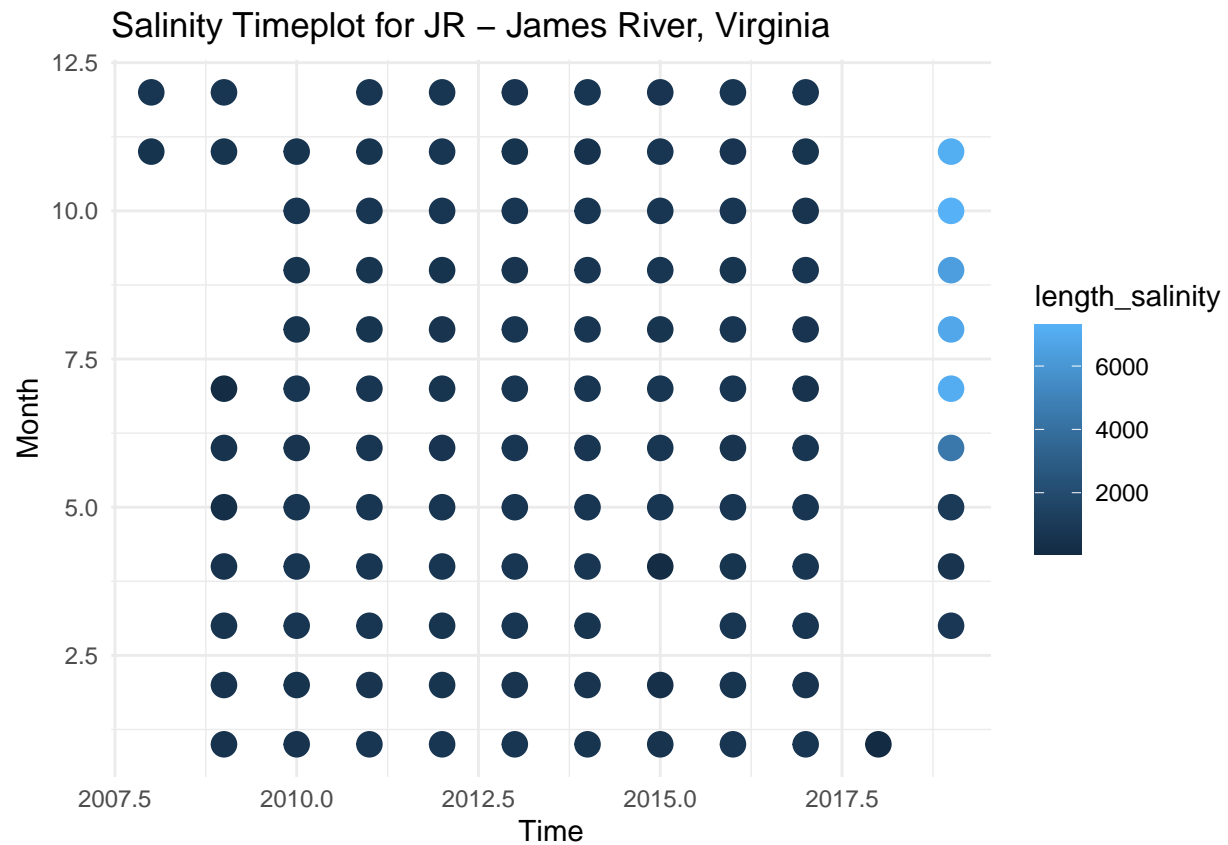 Salinity Timeplot for JR – James River, Virginia
12.5
10.0
7.5
5.0
2.5
Month
2007.5 2010.0 2012.5 2015.0 2017.5
Time
length_salinity
6000
4000
2000